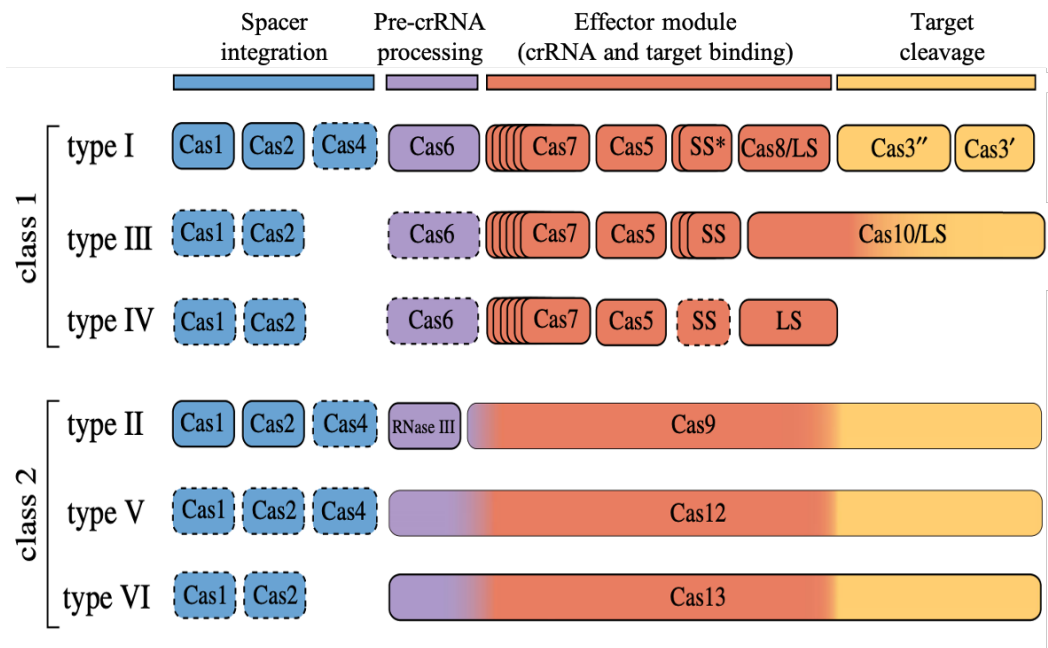 Spacer
integration
Pre-crRNA
processing
Effector module
(crRNA and target binding)
Target
cleavage
class 1
type I
Cas1 Cas2 Cas4 Cas6 Cas7 Cas5 SS* Cas8/LS Cas3″ Cas3′
type III
Cas1 Cas2 Cas6 Cas7 Cas5 SS Cas10/LS
type IV
Cas1 Cas2 Cas6 Cas7 Cas5 SS LS
class 2
type II
Cas1 Cas2 Cas4 RNase III Cas9
type V
Cas1 Cas2 Cas4 Cas12
type VI
Cas1 Cas2 Cas13